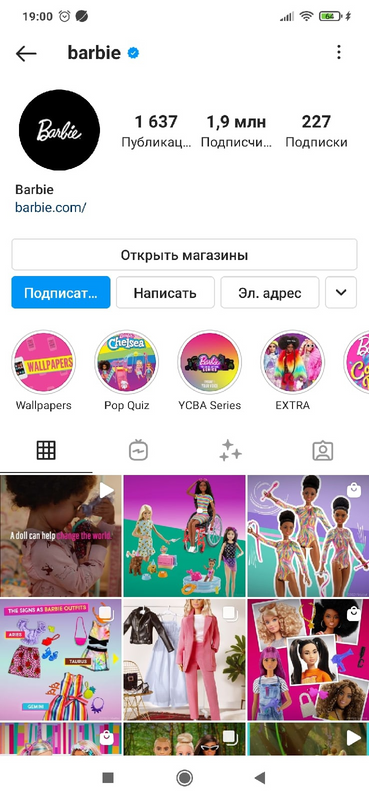 19:00
64
barbie
Barbie
1 637
1,9 млн
227
Публикац...
Подписчи...
Подписки
Barbie
barbie.com/
Открыть магазины
Подписат...
Написать
Эл. адрес
WALLPAPERS
Chelsea
Barbie
EXTRA
Wallpapers
Pop Quiz
YCBA Series
EXTRA
A doll can help change the world
THE SIGNS AS BARBIE OUTFITS
ARIES
TAURUS
GEMINI